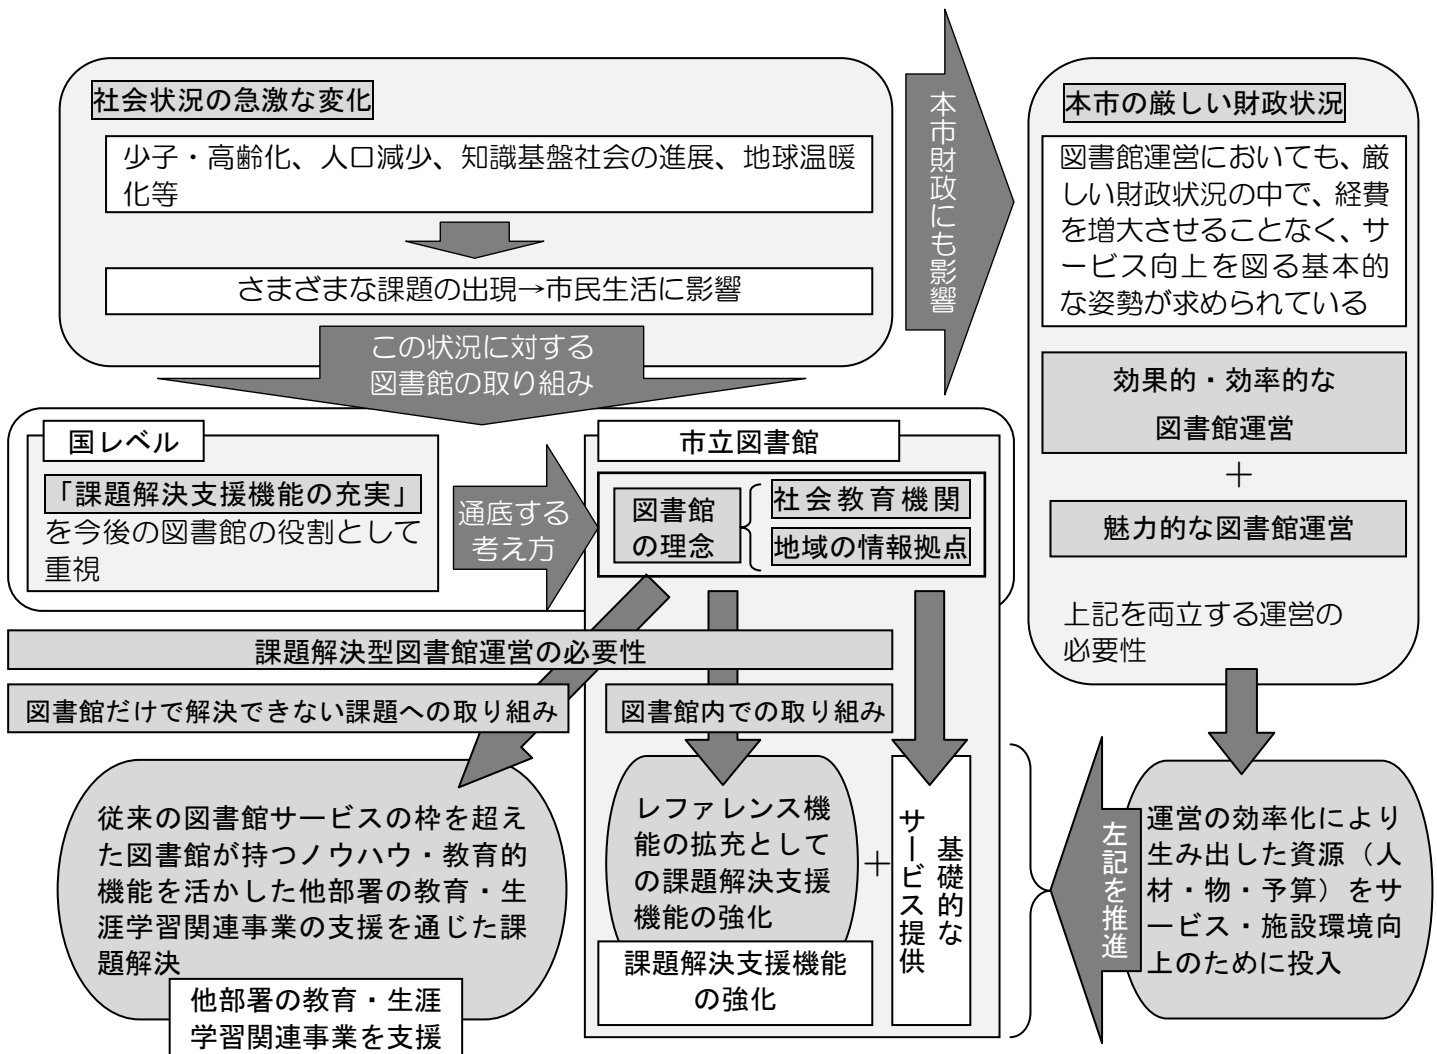 社会状況の急激な変化
少子・高齢化、人口減少、知識基盤社会の進展、地球温暖
化等
さまざまな課題の出現→市民生活に影響
本市財政にも影響
本市の厳しい財政状況
図書館運営においても、厳
しい財政状況の中で、経費
を増大させることなく、サ
ービス向上を図る基本的
な姿勢が求められている
効果的・効率的な
図書館運営
＋
魅力的な図書館運営
上記を両立する運営の
必要性
この状況に対する
図書館の取り組み
国レベル
「課題解決支援機能の充実」
を今後の図書館の役割として
重視
通底する
考え方
市立図書館
図書館
の理念
社会教育機関
地域の情報拠点
課題解決型図書館運営の必要性
図書館だけで解決できない課題への取り組み
図書館内での取り組み
従来の図書館サービスの枠を超え
た図書館が持つノウハウ・教育的
機能を活かした他部署の教育・生
涯学習関連事業の支援を通じた課
題解決
他部署の教育・生涯
学習関連事業を支援
レファレンス機
能の拡充として
の課題解決支援
機能の強化
課題解決支援機能
の強化
＋
基礎的な
サービス提供
左記を推進
運営の効率化により
生み出した資源（人
材・物・予算）をサ
ービス・施設環境向
上のために投入